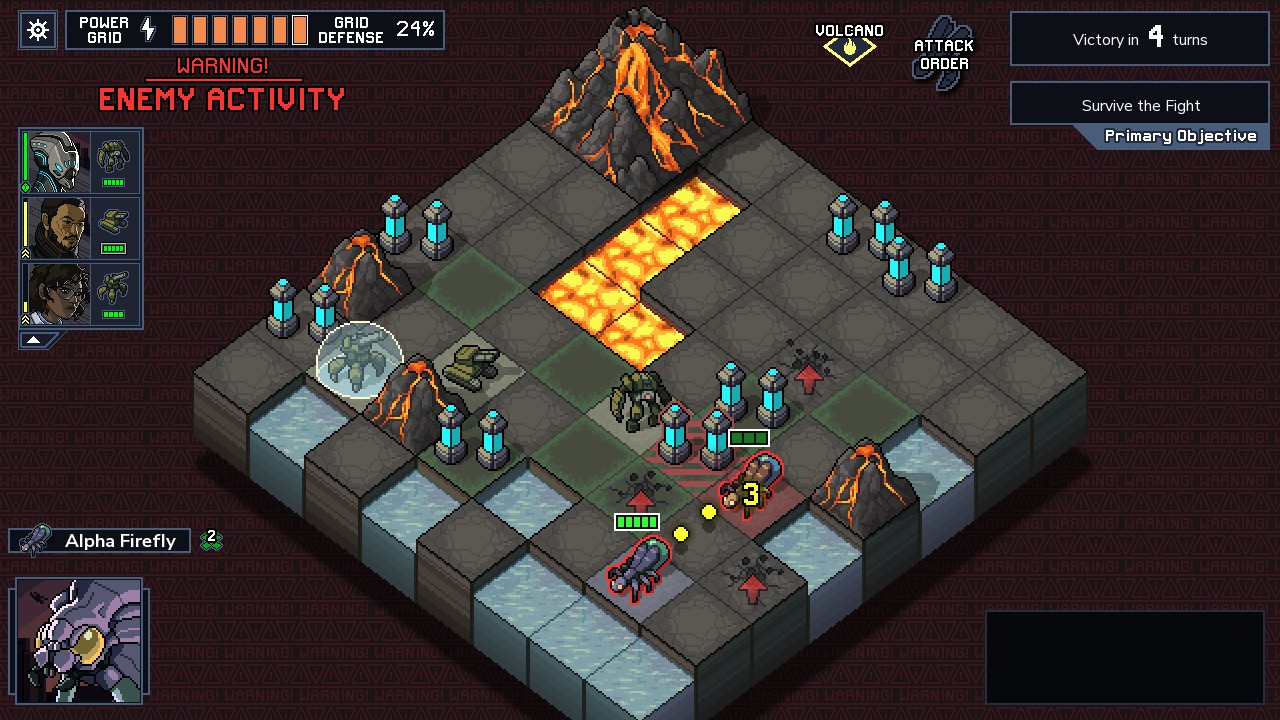 POWER GRID
GRID DEFENSE
24%
WARNING!
ENEMY ACTIVITY
VOLCANO
ATTACK ORDER
Victory in 4 turns
Survive the Fight
Primary Objective
3
Alpha Firefly
2